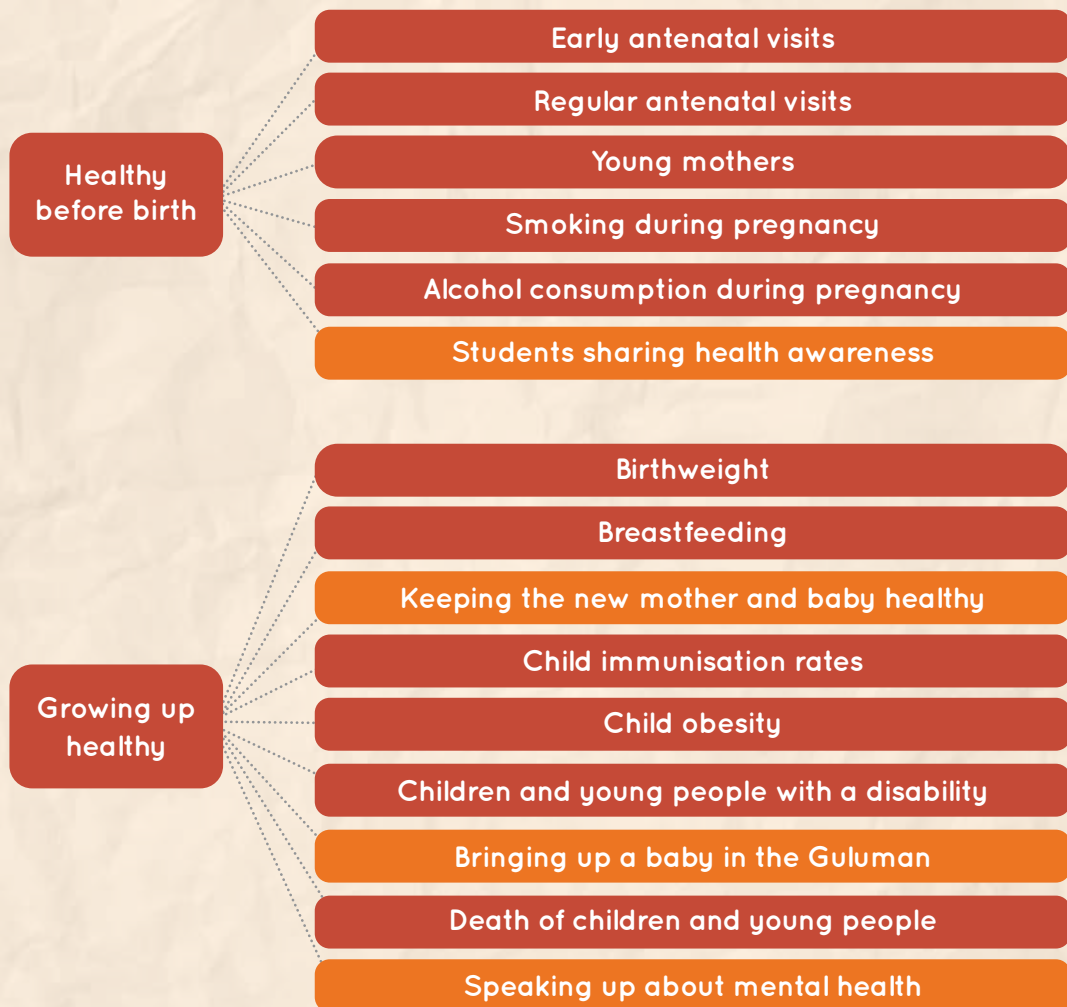 Healthy
before birth
Early antenatal visits
Regular antenatal visits
Young mothers
Smoking during pregnancy
Alcohol consumption during pregnancy
Students sharing health awareness
Growing up
healthy
Birthweight
Breastfeeding
Keeping the new mother and baby healthy
Child immunisation rates
Child obesity
Children and young people with a disability
Bringing up a baby in the Guluman
Death of children and young people
Speaking up about mental health